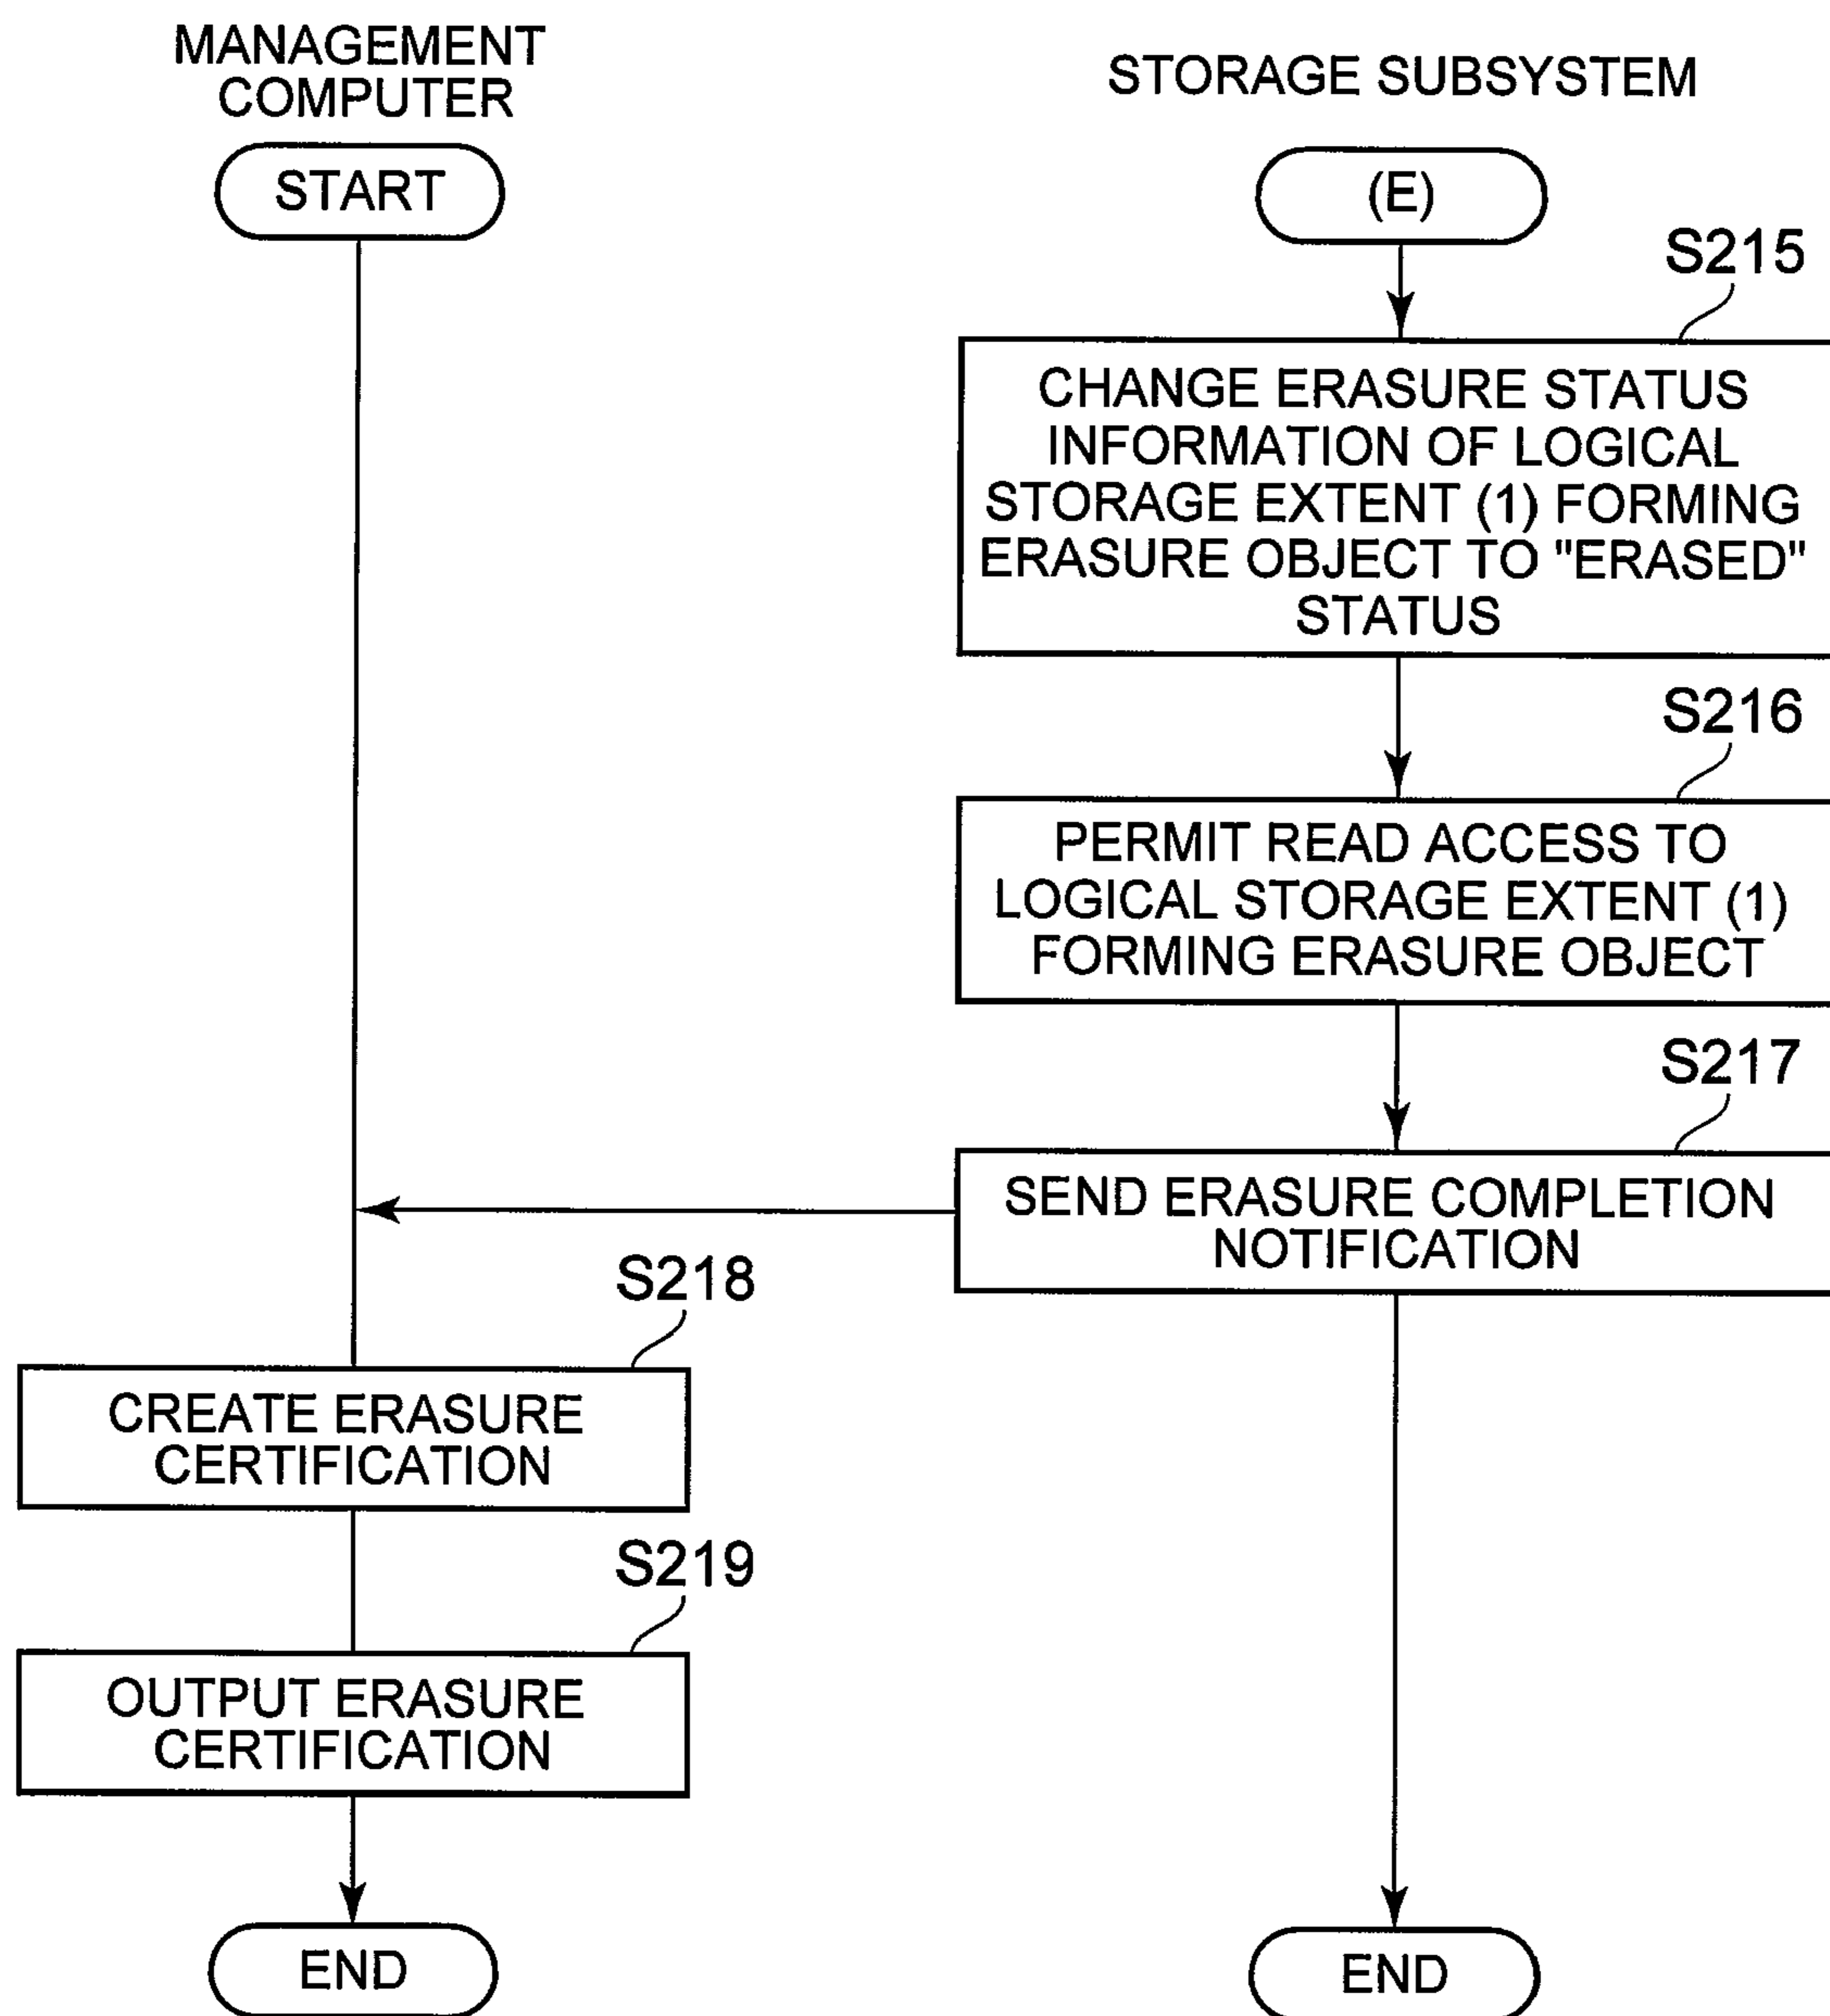 MANAGEMENT
COMPUTER
START
STORAGE SUBSYSTEM
(E)
S215
CHANGE ERASURE STATUS
INFORMATION OF LOGICAL
STORAGE EXTENT (1) FORMING
ERASURE OBJECT TO "ERASED"
STATUS
S216
PERMIT READ ACCESS TO
LOGICAL STORAGE EXTENT (1)
FORMING ERASURE OBJECT
S217
SEND ERASURE COMPLETION
NOTIFICATION
S218
CREATE ERASURE
CERTIFICATION
S219
OUTPUT ERASURE
CERTIFICATION
END
END